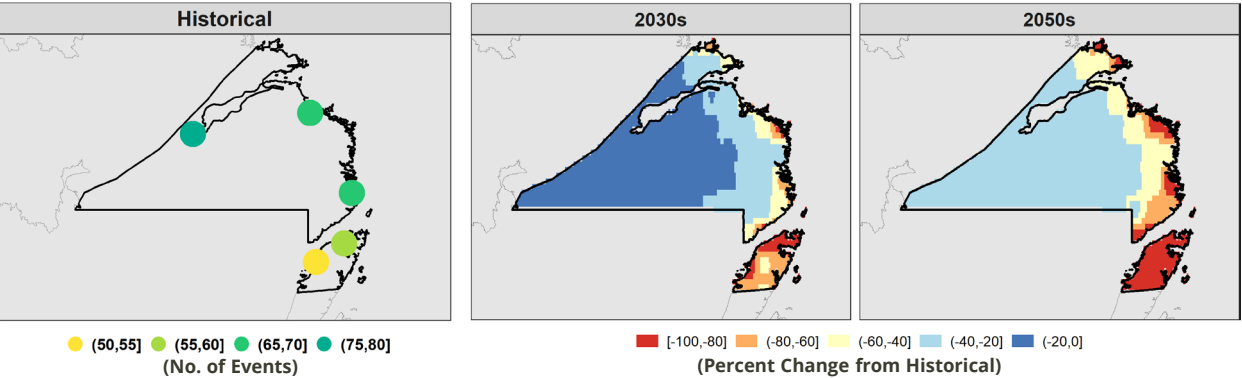 Historical
2030s
2050s
(50,55] (55,60] (65,70] (75,80]
(No. of Events)
[-100,-80] (-80,-60] (-60,-40] (-40,-20] (-20,0]
(Percent Change from Historical)